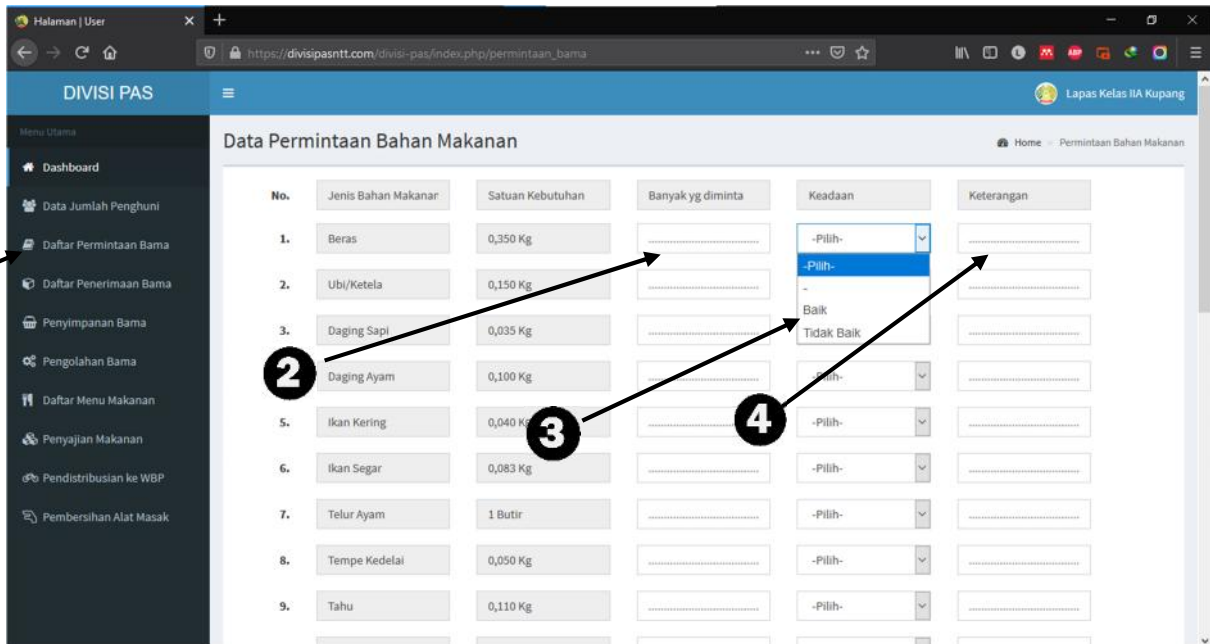 Halaman | User
https://divisipasntt.com/divisi-pas/index.php/permintaan_bama
DIVISI PAS
Lapas Kelas IIA Kupang
Menu Utama
Data Permintaan Bahan Makanan
Home
Permintaan Bahan Makanan
Dashboard
Data Jumlah Penghuni
Daftar Permintaan Bama
Daftar Penerimaan Bama
Penyimpanan Bama
Pengolahan Bama
Daftar Menu Makanan
Penyajian Makanan
Pendistribusian ke WBP
Pembersihan Alat Masak
No. Jenis Bahan Makanan Satuan Kebutuhan Banyak yg diminta Keadaan Keterangan
1. Beras 0,350 Kg -Pilih-
-Pilih-
-
Baik
Tidak Baik
2. Ubi/Ketela 0,150 Kg
3. Daging Sapi 0,035 Kg
Daging Ayam 0,100 Kg -Pilih-
5. Ikan Kering 0,040 Kg -Pilih-
6. Ikan Segar 0,083 Kg -Pilih-
7. Telur Ayam 1 Butir -Pilih-
8. Tempe Kedelai 0,050 Kg -Pilih-
9. Tahu 0,110 Kg -Pilih-
2
3
4